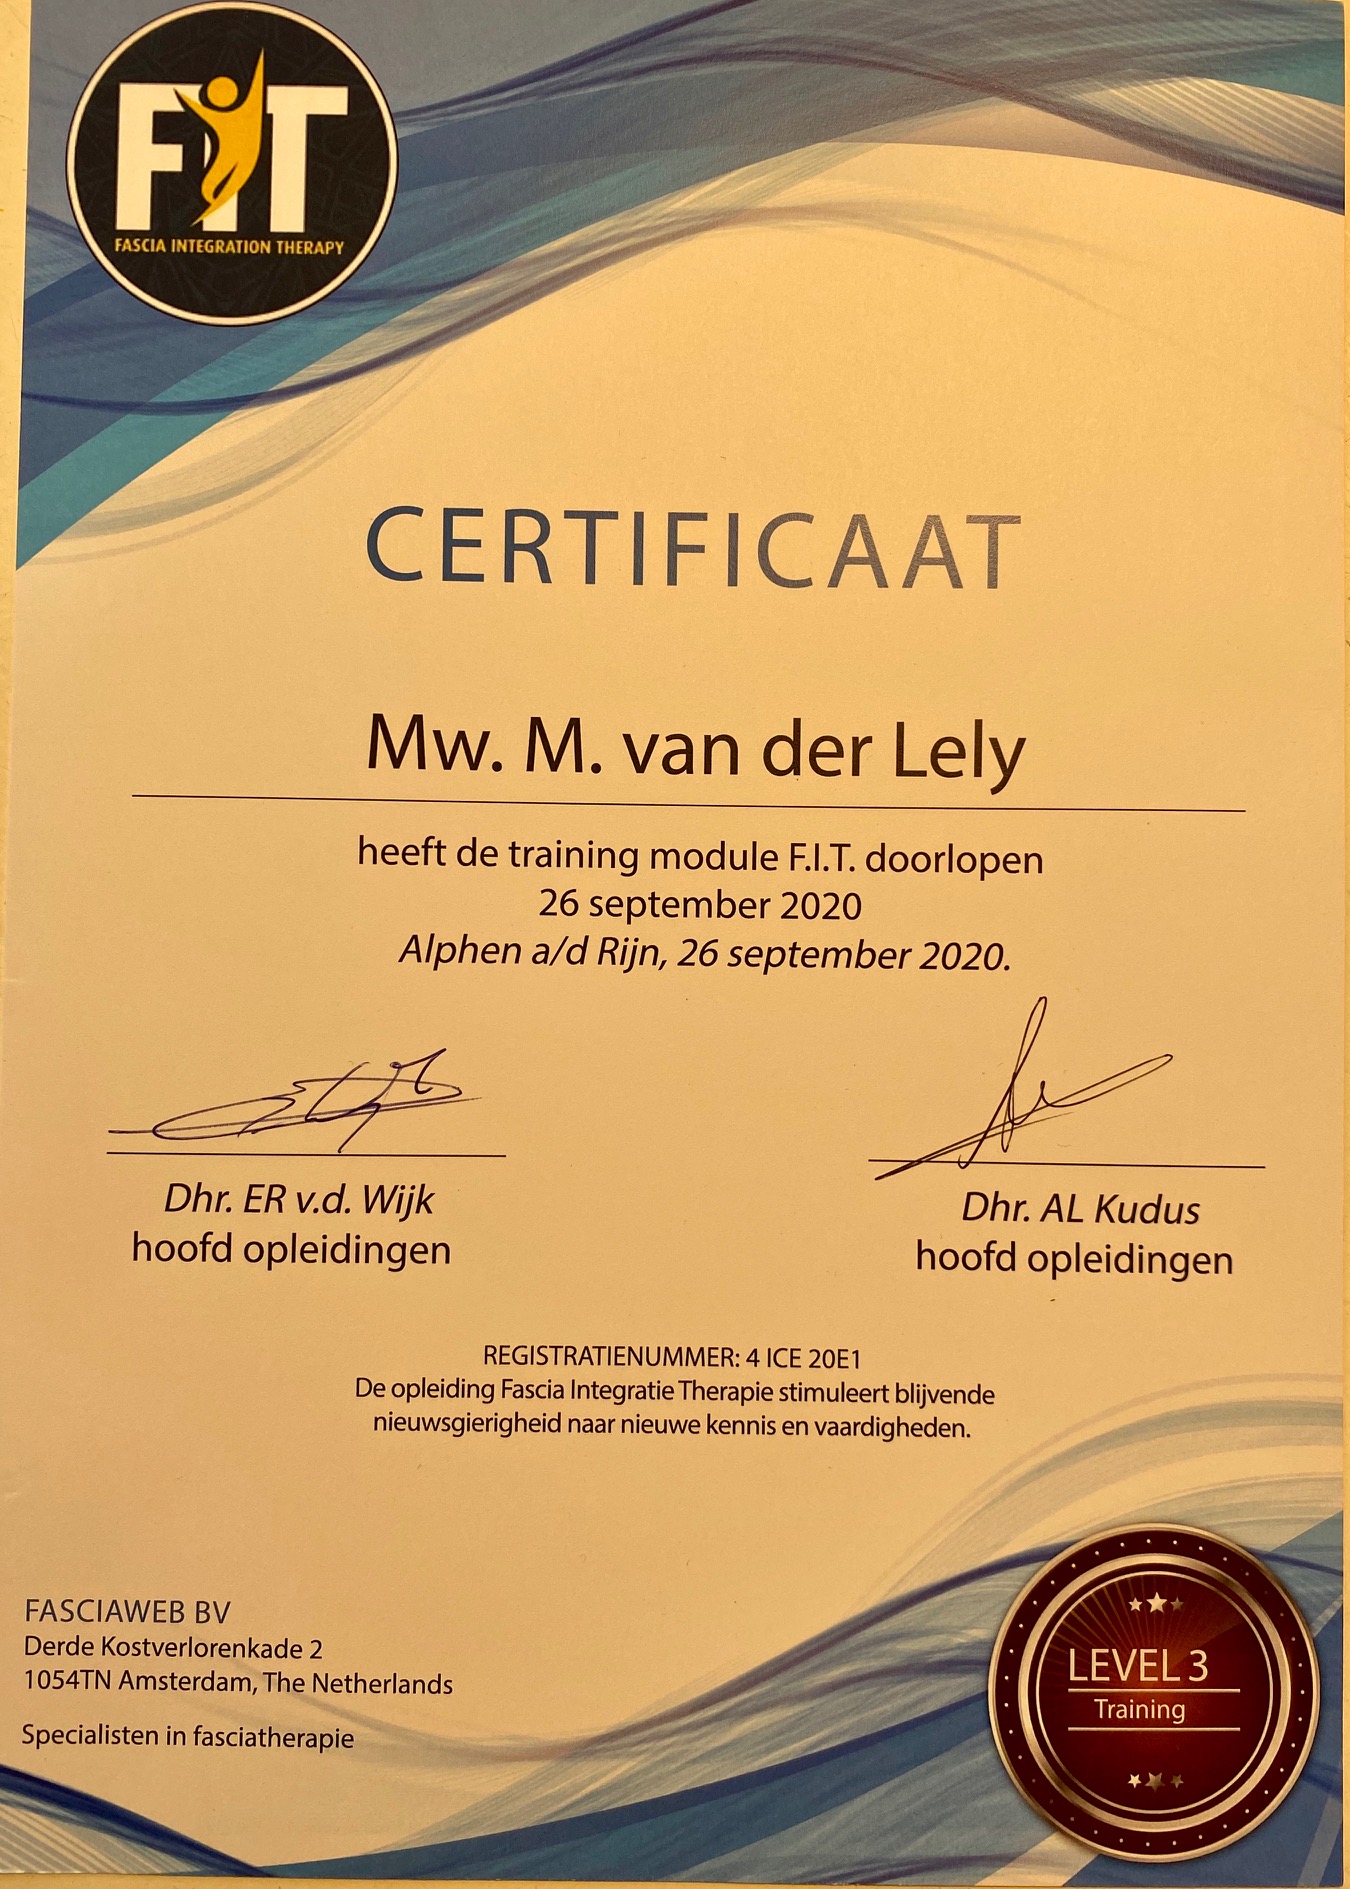 FIT
FASCIA INTEGRATION THERAPY
CERTIFICAAT
Mw. M. van der Lely
heeft de training module F.I.T. doorlopen
26 september 2020
Alphen a/d Rijn, 26 september 2020.
Dhr. ER v.d. Wijk
hoofd opleidingen
Dhr. AL Kudus
hoofd opleidingen
REGISTRATIENUMMER: 4 ICE 20E1
De opleiding Fascia Integratie Therapie stimuleert blijvende
nieuwsgierigheid naar nieuwe kennis en vaardigheden.
FASCIAWEB BV
Derde Kostverlorenkade 2
1054TN Amsterdam, The Netherlands
Specialisten in fasciatherapie
LEVEL 3
Training